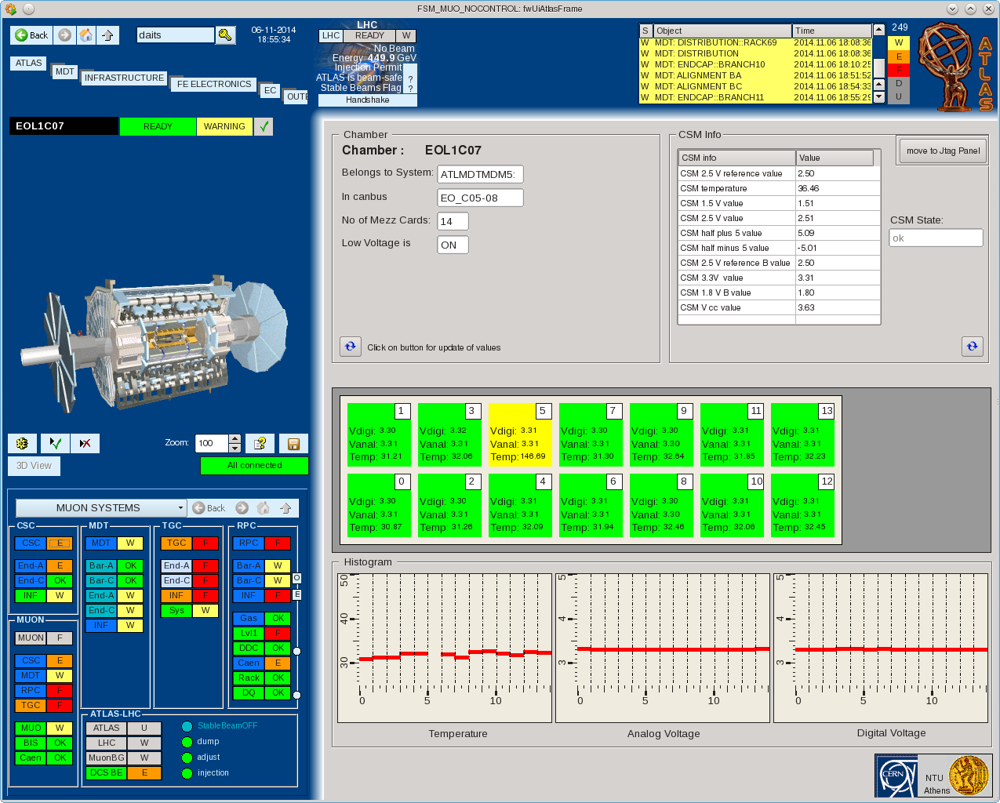 FSM_MUO_NOCONTROL: fwUiAtlasFrame
Back
daits
06-11-2014
18:55:34
LHC
LHC READY W
No Beam
Energy 449.9 GeV
Injection Permit
ATLAS is beam-safe ?
Stable Beams Flag ?
Handshake
S Object Time
W MDT: DISTRIBUTION::RACK69 2014.11.06 18:08:36
W MDT: DISTRIBUTION 2014.11.06 18:08:36
W MDT: ENDCAP::BRANCH10 2014.11.06 18:10:25
W MDT: ALIGNMENT BA 2014.11.06 18:51:52
W MDT: ALIGNMENT BC 2014.11.06 18:54:33
W MDT: ENDCAP::BRANCH11 2014.11.06 18:55:29
249
W
E
F
D
U
ATLAS
ATLAS
MDT
INFRASTRUCTURE
FE ELECTRONICS
EC
OUTE
EOL1C07 READY WARNING
Chamber
Chamber : EOL1C07
Belongs to System: ATLMDTMDM5:
In canbus EO_C05-08
No of Mezz Cards: 14
Low Voltage is ON
Click on button for update of values
CSM Info
move to Jtag Panel
CSM info Value
CSM 2.5 V reference value 2.50
CSM temperature 36.46
CSM 1.5 V value 1.51
CSM 2.5 V value 2.51
CSM half plus 5 value 5.09
CSM half minus 5 value -5.01
CSM 2.5 V reference B value 2.50
CSM 3.3V value 3.31
CSM 1.8 V B value 1.80
CSM V cc value 3.63
CSM State:
ok
Zoom: 100
3D View
All connected
1 3 5 7 9 11 13
Vdigi: 3.30 Vdigi: 3.32 Vdigi: 3.31 Vdigi: 3.30 Vdigi: 3.30 Vdigi: 3.31 Vdigi: 3.31
Vanal: 3.31 Vanal: 3.31 Vanal: 3.31 Vanal: 3.31 Vanal: 3.30 Vanal: 3.31 Vanal: 3.31
Temp: 31.21 Temp: 32.06 Temp: 146.69 Temp: 31.30 Temp: 32.64 Temp: 31.85 Temp: 32.23
0 2 4 6 8 10 12
Vdigi: 3.30 Vdigi: 3.30 Vdigi: 3.31 Vdigi: 3.31 Vdigi: 3.30 Vdigi: 3.31 Vdigi: 3.31
Vanal: 3.31 Vanal: 3.31 Vanal: 3.31 Vanal: 3.31 Vanal: 3.30 Vanal: 3.31 Vanal: 3.31
Temp: 30.87 Temp: 31.26 Temp: 32.09 Temp: 31.94 Temp: 32.46 Temp: 32.06 Temp: 32.45
MUON SYSTEMS Back
CSC
CSC E
End-A E
End-C OK
INF W
MDT
MDT W
Bar-A OK
Bar-C OK
End-A W
End-C W
INF W
TGC
TGC F
End-A F
End-C F
INF F
Sys W
RPC
RPC F
Bar-A W
Bar-C W
INF F
O
E
Gas OK
Lvl1 F
DDC OK
Caen E
Rack OK
DQ OK
MUON
MUON F
CSC E
MDT W
RPC F
TGC F
MUO W
BIS OK
Caen OK
ATLAS-LHC
ATLAS U
LHC W
MuonBG W
DCS BE E
StableBeamOFF
dump
adjust
injection
Histogram
50
40
30
0 5 10
Temperature
5
4
3
0 5 10
Analog Voltage
5
4
3
0 5 10
Digital Voltage
CERN
NTU
Athens